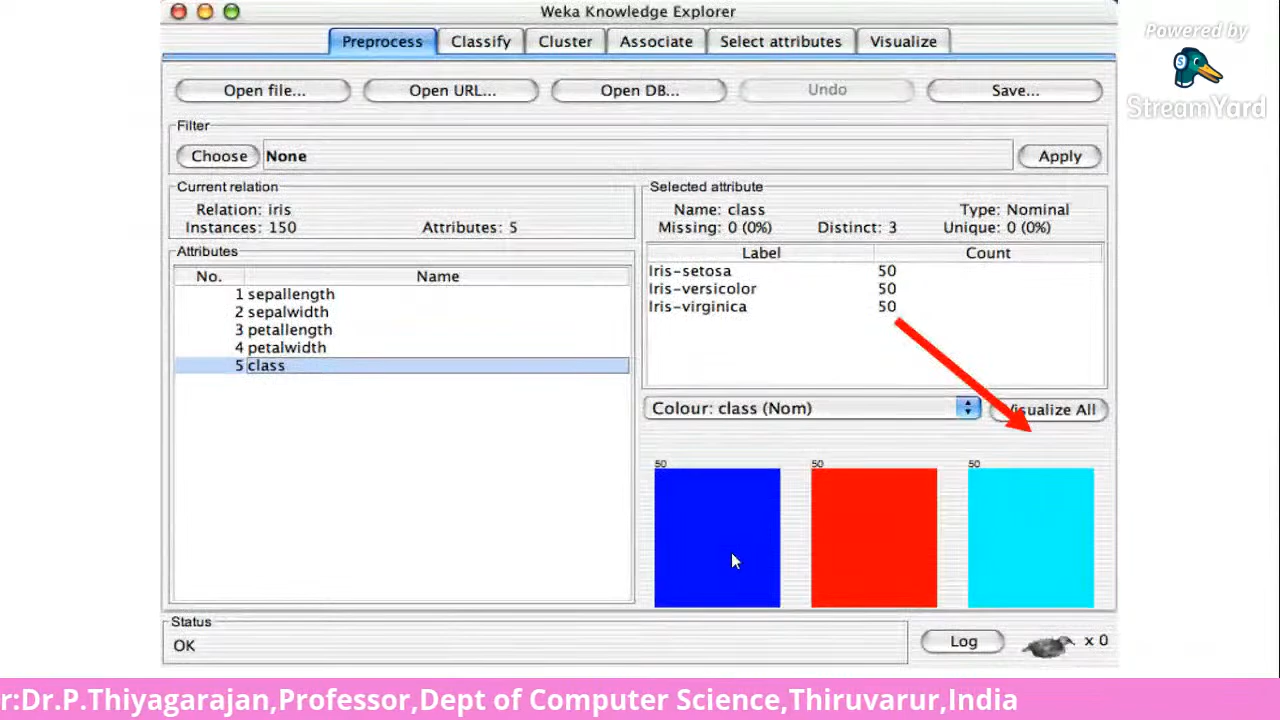 Weka Knowledge Explorer
Powered by
StreamYard
Preprocess Classify Cluster Associate Select attributes Visualize
Open file... Open URL... Open DB... Undo Save...
Filter
Choose None Apply
Current relation
Relation: iris
Instances: 150 Attributes: 5
Selected attribute
Name: class Type: Nominal
Missing: 0 (0%) Distinct: 3 Unique: 0 (0%)
Label Count
Iris-setosa 50
Iris-versicolor 50
Iris-virginica 50
Attributes
No. Name
1 sepallength
2 sepalwidth
3 petallength
4 petalwidth
5 class
Colour: class (Nom) Visualize All
50 50 50
Status
OK
Log x 0
r:Dr.P.Thiyagarajan,Professor,Dept of Computer Science,Thiruvarur,India